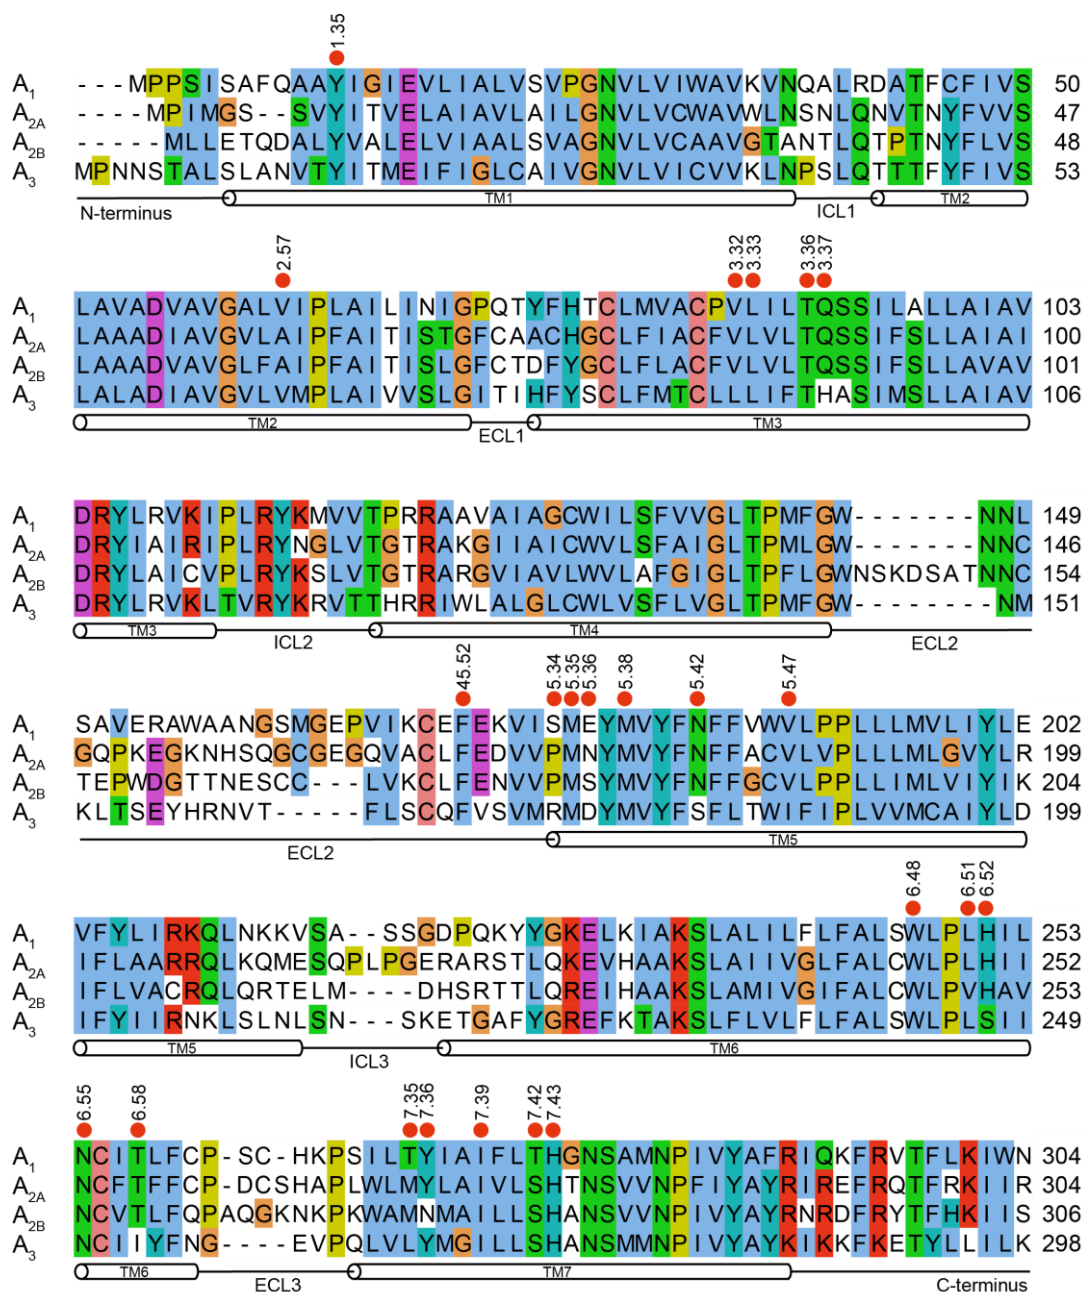 1.35
A1 ---MPPSISAFQAAYIGIEVLIALVSVPGNVLVIWAVKVNQALRDATFCFIVS 50
A2A ----MPIMGS--SVYITVELAIAVLAILGNVLVCWAVWLNSNLQNVTNYFVVS 47
A2B -----MLLETQDALYVALELVIAALSVAGNVLVCAAVGTANTLQTPTNYFLVS 48
A3 MPNNSTALSLANVTYITMEIFIGLCAIVGNVLVICVVKLNPSLQTTTFYFIVS 53
N-terminus TM1 ICL1 TM2
2.57 3.32 3.33 3.36 3.37
A1 LAVADVAVGALVIPLAILINIGPQTYFHTCLMVACPVLILTQSSILALLAIAV 103
A2A LAAADIAVGVLAIPFAITISTGFCAACHGCLFIACFVLVLTQSSIFSLLAIAI 100
A2B LAAADVAVGLFAIPFAITISLGFCTDFYGCLFLACFVLVLTQSSIFSLLAVAV 101
A3 LALADIAVGVLVMPLAIVVSLGITIHFYSCLFMTCLLLIFTHASIMSLLAIAV 106
TM2 ECL1 TM3
A1 DRYLRVKIPLRYKMVVTPRRAAVAIAGCWILSFVVGLTPMFGW-------NNL 149
A2A DRYIAIRIPLRYNGLVTGTRAKGIIAICWVLSFAIGLTPMLGW-------NNC 146
A2B DRYLAICVPLRYKSLVTGTRARGVIAVLWVLAFGIGLTPFLGWNSKDSATNNC 154
A3 DRYLRVKLTVRYKRVTTHRRIWLALGLCWLVSFLVGLTPMFGW--------NM 151
TM3 ICL2 TM4 ECL2
45.52 5.34 5.35 5.36 5.38 5.42 5.47
A1 SAVERAWAANGSMGEPVIKCEFEKVISMEYMVYFNFFVWVLPPLLLMVLIYLE 202
A2A GQPKEGKNHSQGCGEGQVACLFEDVVPMNYMVYFNFFACVLVPLLLMLGVYLR 199
A2B TEPWDGTTNESCC---LVKCLFENVVPMSYMVYFNFFGCVLPPLLIMLVIYIK 204
A3 KLTSEYHRNVT-----FLSCQFVSVMRMDYMVYFSFLTWIFIPLVVMCAIYLD 199
ECL2 TM5
6.48 6.51 6.52
A1 VFYLIRKQLNKKVSA--SSGDPQKYYGKELKIAKSLALILFLFALSWLPLHIL 253
A2A IFLAARRQLKQMESQPLPGERARSTLQKEVHAAKSLAIIVGLFALCWLPLHII 252
A2B IFLVACRQLQRTELM----DHSRTTLQREIHAAKSLAMIVGIFALCWLPVHAV 253
A3 IFYIIRNKLSLNLSN---SKETGAFYGREFKTAKSLFLVLFLFALSWLPLSII 249
TM5 ICL3 TM6
6.55 6.58 7.35 7.36 7.39 7.42 7.43
A1 NCITLFCP-SC-HKPSILTYIAIFLTHGNSAMNPIVYAFRIQKFRVTFLKIWN 304
A2A NCFTFFCP-DCSHAPLWLMYLAIVLSHTNSVVNPFIYAYRIREFRQTFRKIIR 304
A2B NCVTLFQPAQGKNKPKWAMNMAILLSHANSVVNPIVYAYRNRDFRYTFHKIIS 306
A3 NCIIYFNG----EVPQLVLYMGILLSHANSMMNPIVYAYKIKKFKETYLLILK 298
TM6 ECL3 TM7 C-terminus